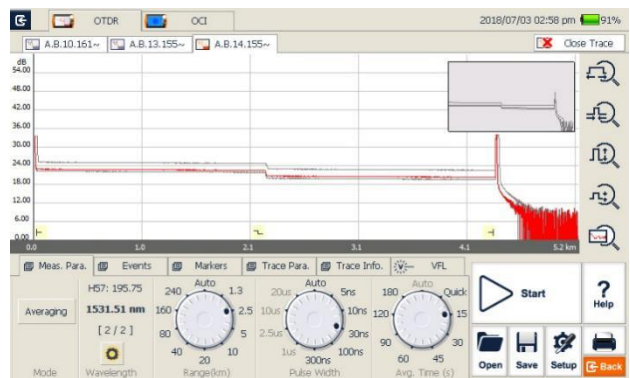 OTDR OCI 2018/07/03 02:58 pm 91%
A.B.10.161~ A.B.13.155~ A.B.14.155~ Close Trace
dB
54.00
48.00
42.00
36.00
30.00
24.00
18.00
12.00
6.00
0.00
0.0 1.0 2.1 3.1 4.1 5.2 km
Meas. Para. Events Markers Trace Para. Trace Info. VFL
Averaging
Mode
H57: 195.75
1531.51 nm
[ 2 / 2 ]
Wavelength
Auto
240 1.3
160 2.5
80 5
40 20 10
Range(km)
Auto
20us 5ns
10us 10ns
2.5us 30ns
1us 300ns 100ns
Pulse Width
Auto
180 Quick
120 15
90 30
60 45
Avg. Time (s)
Start
?
Help
Open Save Setup Back